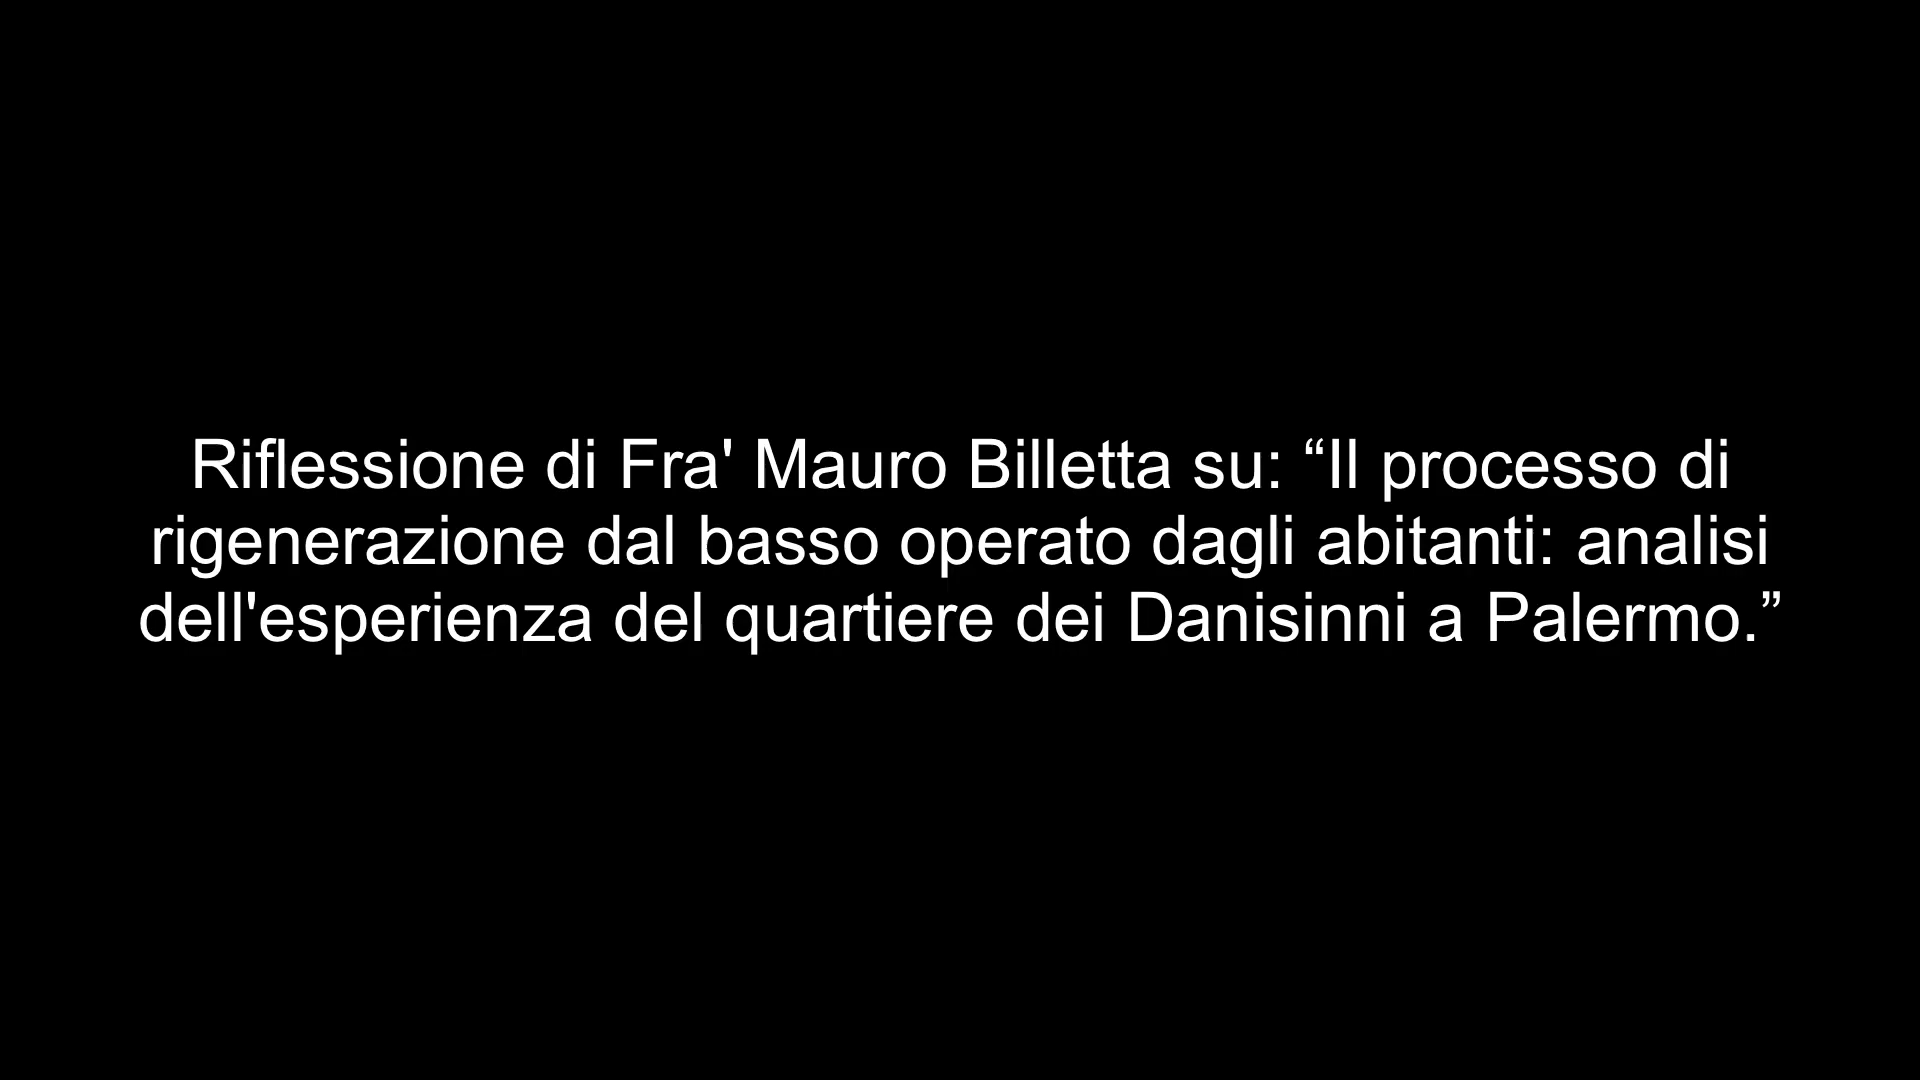 Riflessione di Fra' Mauro Billetta su: “Il processo di
rigenerazione dal basso operato dagli abitanti: analisi
dell'esperienza del quartiere dei Danisinni a Palermo.”